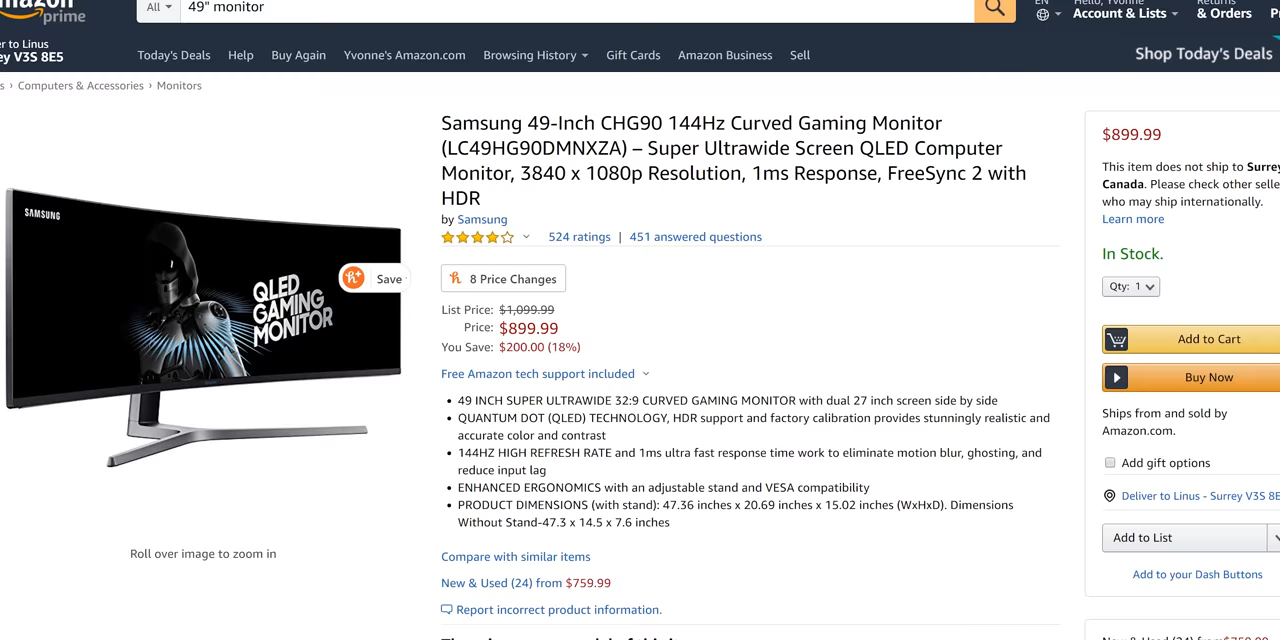 prime
All
49" monitor
EN
Hello, Yvonne
Account & Lists
Returns
& Orders
er to Linus
ey V3S 8E5
Today's Deals
Help
Buy Again
Yvonne's Amazon.com
Browsing History
Gift Cards
Amazon Business
Sell
Shop Today's Deals
s › Computers & Accessories › Monitors
SAMSUNG
QLED
GAMING
MONITOR
Save
Roll over image to zoom in
Samsung 49-Inch CHG90 144Hz Curved Gaming Monitor
(LC49HG90DMNXZA) – Super Ultrawide Screen QLED Computer
Monitor, 3840 x 1080p Resolution, 1ms Response, FreeSync 2 with
HDR
by Samsung
524 ratings | 451 answered questions
8 Price Changes
List Price: $1,099.99
Price: $899.99
You Save: $200.00 (18%)
Free Amazon tech support included
• 49 INCH SUPER ULTRAWIDE 32:9 CURVED GAMING MONITOR with dual 27 inch screen side by side
• QUANTUM DOT (QLED) TECHNOLOGY, HDR support and factory calibration provides stunningly realistic and
accurate color and contrast
• 144HZ HIGH REFRESH RATE and 1ms ultra fast response time work to eliminate motion blur, ghosting, and
reduce input lag
• ENHANCED ERGONOMICS with an adjustable stand and VESA compatibility
• PRODUCT DIMENSIONS (with stand): 47.36 inches x 20.69 inches x 15.02 inches (WxHxD). Dimensions
Without Stand-47.3 x 14.5 x 7.6 inches
Compare with similar items
New & Used (24) from $759.99
Report incorrect product information.
$899.99
This item does not ship to Surrey
Canada. Please check other selle
who may ship internationally.
Learn more
In Stock.
Qty: 1
Add to Cart
Buy Now
Ships from and sold by
Amazon.com.
Add gift options
Deliver to Linus - Surrey V3S 8E
Add to List
Add to your Dash Buttons